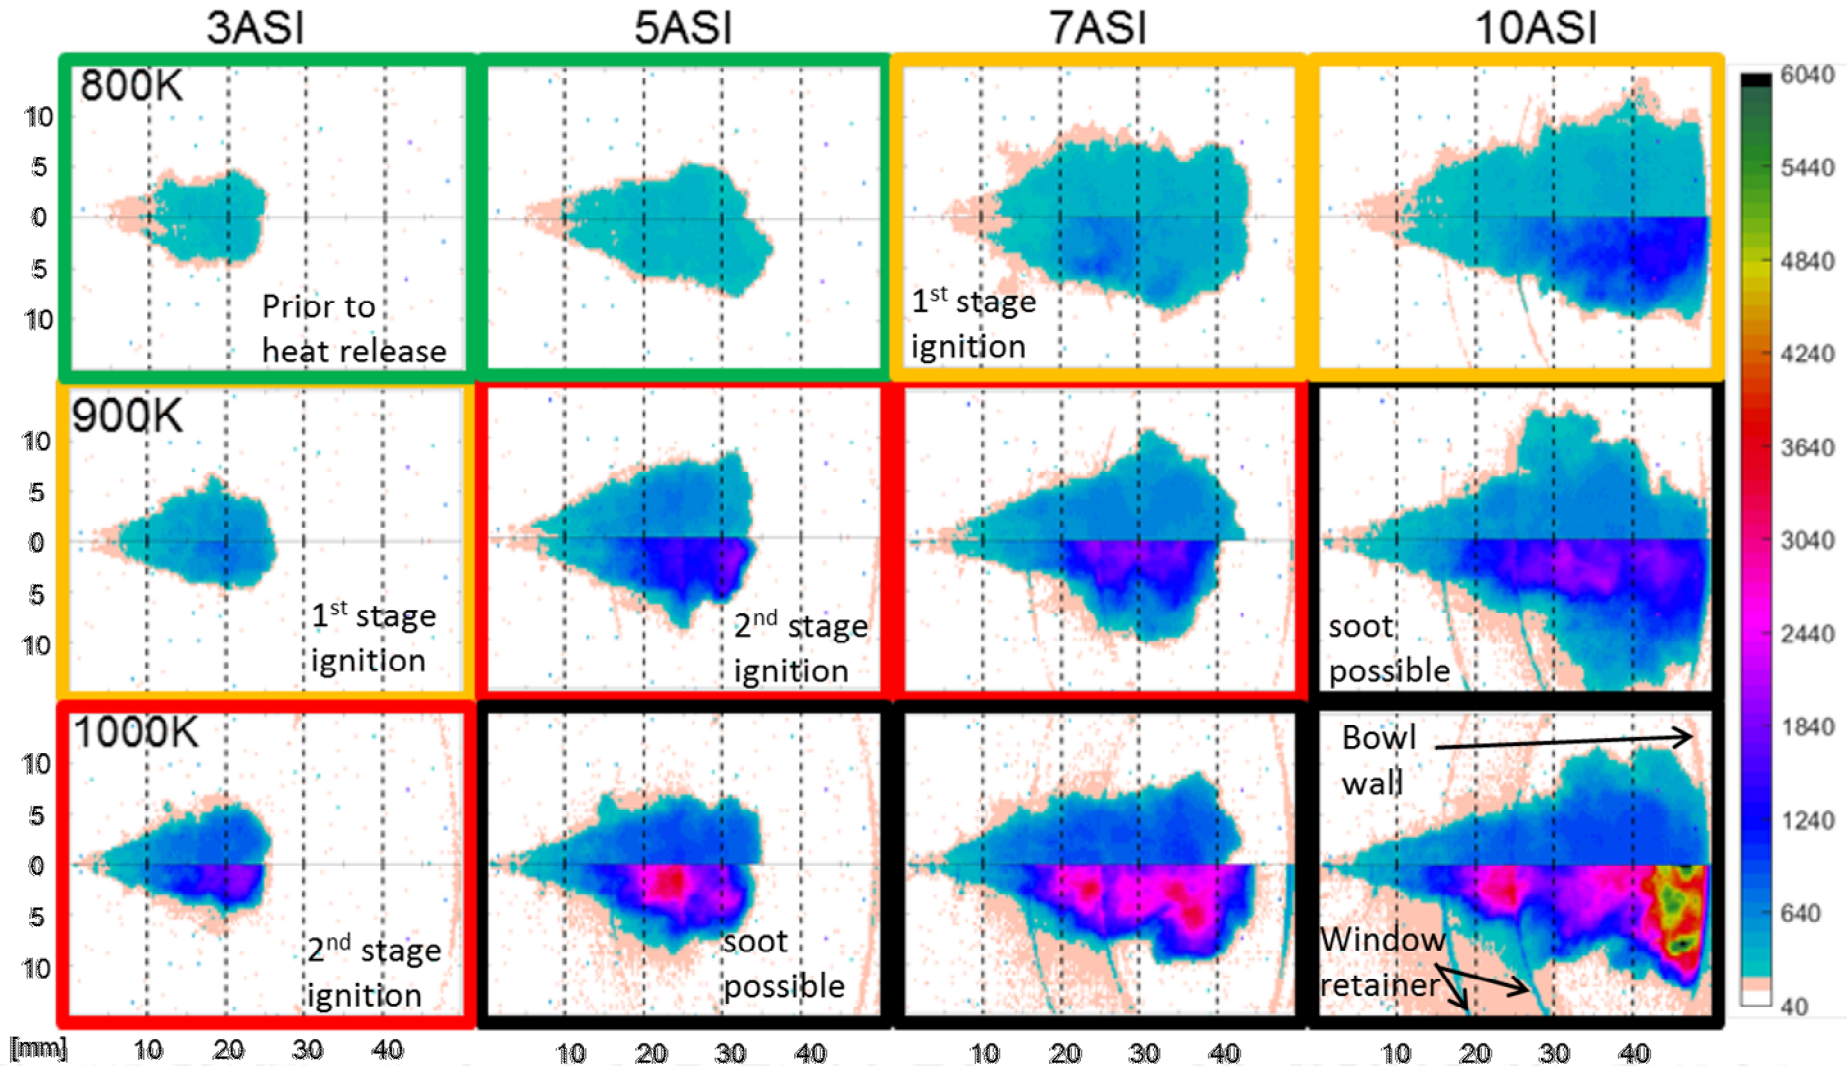 3ASI 5ASI 7ASI 10ASI
800K
10
5
0
5
10
Prior to
heat release
1st stage
ignition
900K
10
5
0
5
10
1st stage
ignition
2nd stage
ignition
soot
possible
1000K
10
5
0
5
10
2nd stage
ignition
soot
possible
Bowl
wall
Window
retainer
[mm] 10 20 30 40 10 20 30 40 10 20 30 40 10 20 30 40
6040
5440
4840
4240
3640
3040
2440
1840
1240
640
40